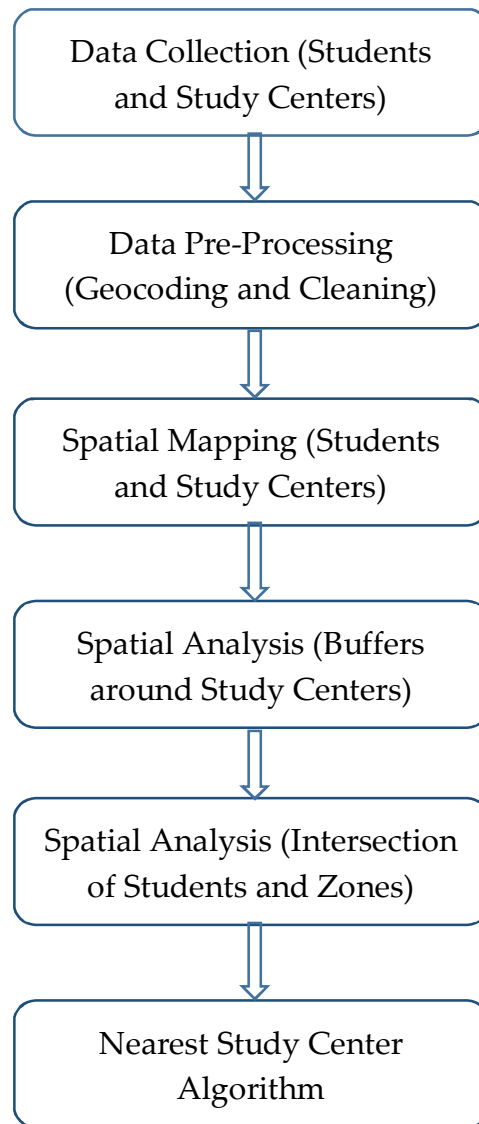 Data Collection (Students
and Study Centers)
Data Pre-Processing
(Geocoding and Cleaning)
Spatial Mapping (Students
and Study Centers)
Spatial Analysis (Buffers
around Study Centers)
Spatial Analysis (Intersection
of Students and Zones)
Nearest Study Center
Algorithm